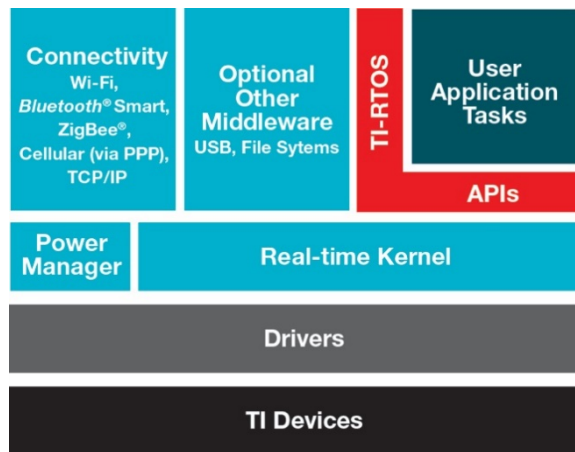 Connectivity
Wi-Fi,
Bluetooth® Smart,
ZigBee®,
Cellular (via PPP),
TCP/IP
Optional
Other
Middleware
USB, File Sytems
TI-RTOS
APIs
User
Application
Tasks
Power
Manager
Real-time Kernel
Drivers
TI Devices